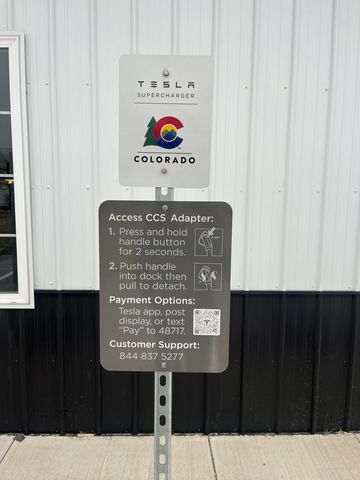 TESLA
SUPERCHARGER
COLORADO
Access CCS Adapter:
1. Press and hold
handle button
for 2 seconds.
2. Push handle
into dock then
pull to detach.
Payment Options:
Tesla app, post
display, or text
"Pay" to 48717.
Customer Support:
844 837 5277